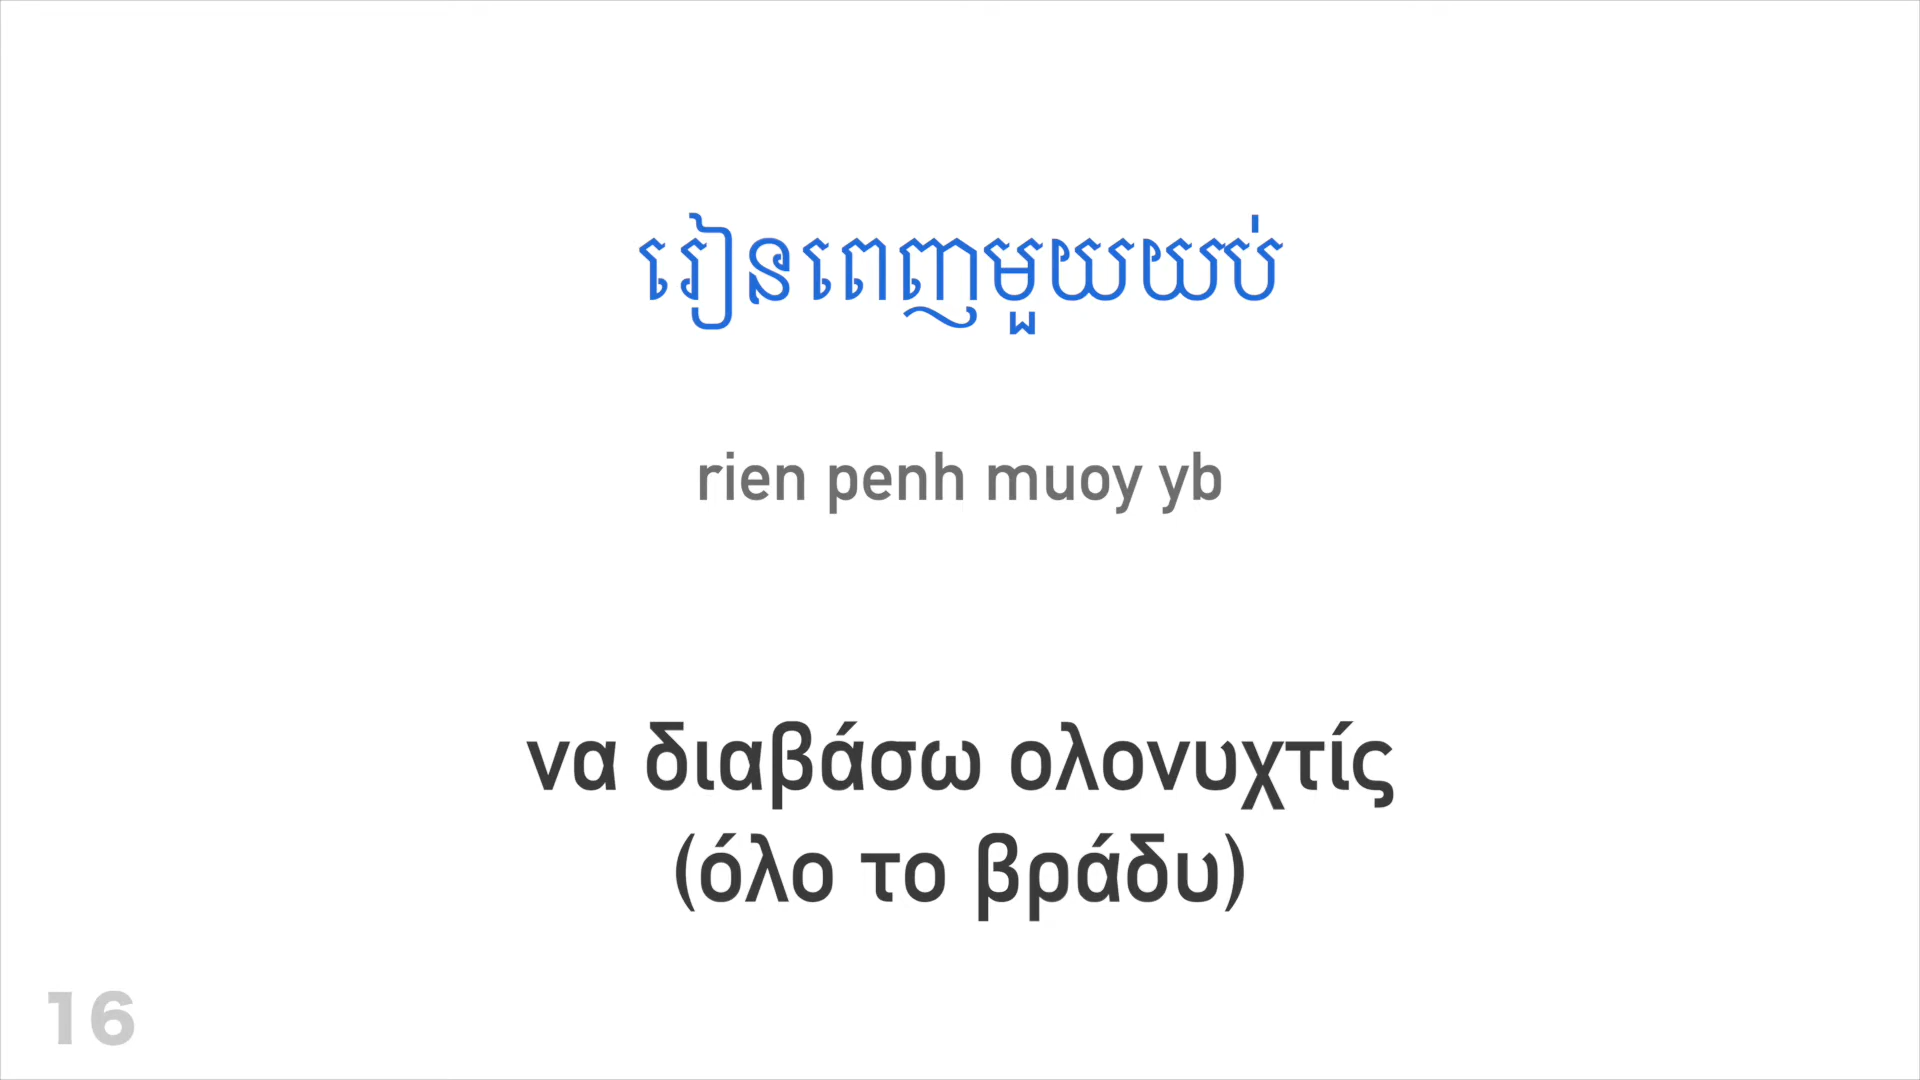 រៀនពេញមួយយប់
rien penh muoy yb
να διαβάσω ολονυχτίς
(όλο το βράδυ)
16